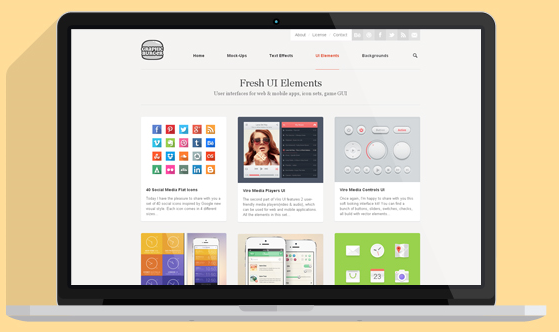 About / License / Contact
GRAPHIC
BURGER
Home
Mock-Ups
Text Effects
UI Elements
Backgrounds
Fresh UI Elements
User interfaces for web & mobile apps, icon sets, game GUI
40 Social Media Flat Icons
Today I have the pleasure to share with you a
set of 40 social icons inspired by Google new
visual style. Each icon comes in 4 different
sizes.
Vire Media Players UI
The second part of Vire UI features 2 user-
friendly media players(video & audio), which
can be used for web and mobile applications.
All the elements in this set
Vire Media Controls UI
Once again, I'm happy to share with you this
soft looking interface kit! You can find a
bunch of buttons, sliders, switches, checks,
all build with vector elements
23